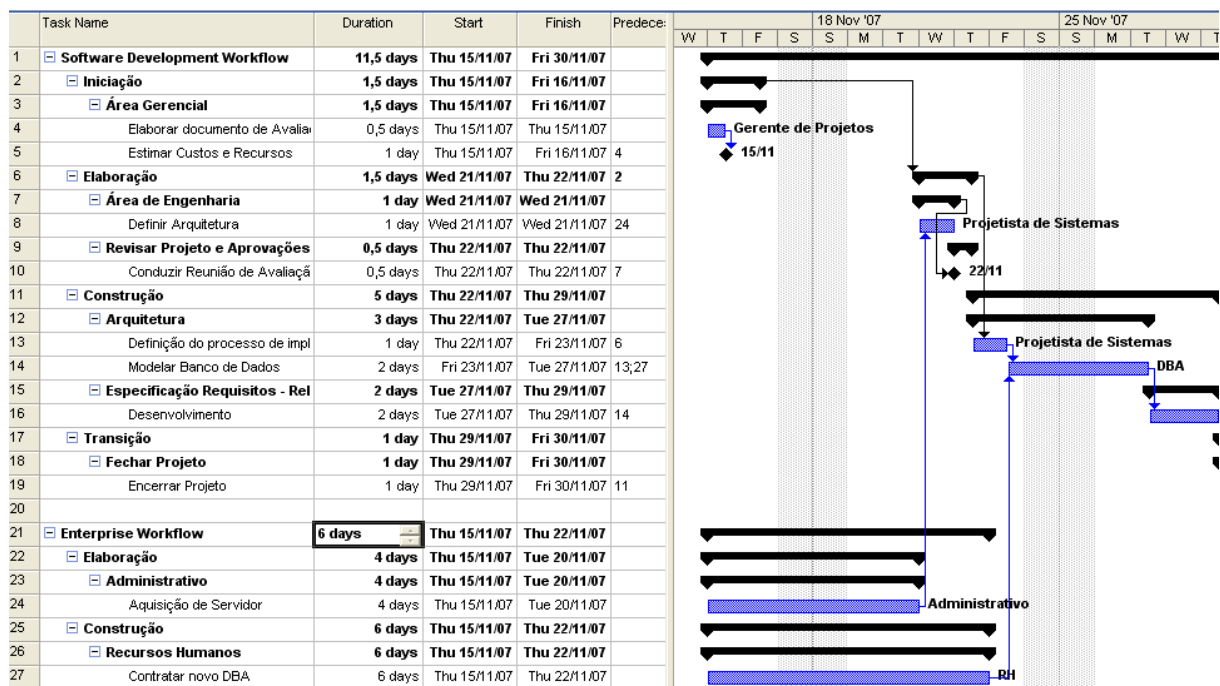 Task Name Duration Start Finish Predece: 18 Nov '07 25 Nov '07
W T F S S M T W T F S S M T W T
1 Software Development Workflow 11,5 days Thu 15/11/07 Fri 30/11/07
2 Iniciação 1,5 days Thu 15/11/07 Fri 16/11/07
3 Área Gerencial 1,5 days Thu 15/11/07 Fri 16/11/07
4 Elaborar documento de Avalia 0,5 days Thu 15/11/07 Thu 15/11/07 Gerente de Projetos
5 Estimar Custos e Recursos 1 day Thu 15/11/07 Fri 16/11/07 4 15/11
6 Elaboração 1,5 days Wed 21/11/07 Thu 22/11/07 2
7 Área de Engenharia 1 day Wed 21/11/07 Wed 21/11/07
8 Definir Arquitetura 1 day Wed 21/11/07 Wed 21/11/07 24 Projetista de Sistemas
9 Revisar Projeto e Aprovações 0,5 days Thu 22/11/07 Thu 22/11/07
10 Conduzir Reunião de Avaliaçã 0,5 days Thu 22/11/07 Thu 22/11/07 7 22/11
11 Construção 5 days Thu 22/11/07 Thu 29/11/07
12 Arquitetura 3 days Thu 22/11/07 Tue 27/11/07
13 Definição do processo de impl 1 day Thu 22/11/07 Fri 23/11/07 6 Projetista de Sistemas
14 Modelar Banco de Dados 2 days Fri 23/11/07 Tue 27/11/07 13;27 DBA
15 Especificação Requisitos - Rel 2 days Tue 27/11/07 Thu 29/11/07
16 Desenvolvimento 2 days Tue 27/11/07 Thu 29/11/07 14
17 Transição 1 day Thu 29/11/07 Fri 30/11/07
18 Fechar Projeto 1 day Thu 29/11/07 Fri 30/11/07
19 Encerrar Projeto 1 day Thu 29/11/07 Fri 30/11/07 11
20
21 Enterprise Workflow 6 days Thu 15/11/07 Thu 22/11/07
22 Elaboração 4 days Thu 15/11/07 Tue 20/11/07
23 Administrativo 4 days Thu 15/11/07 Tue 20/11/07
24 Aquisição de Servidor 4 days Thu 15/11/07 Tue 20/11/07 Administrativo
25 Construção 6 days Thu 15/11/07 Thu 22/11/07
26 Recursos Humanos 6 days Thu 15/11/07 Thu 22/11/07
27 Contratar novo DBA 6 days Thu 15/11/07 Thu 22/11/07 RH